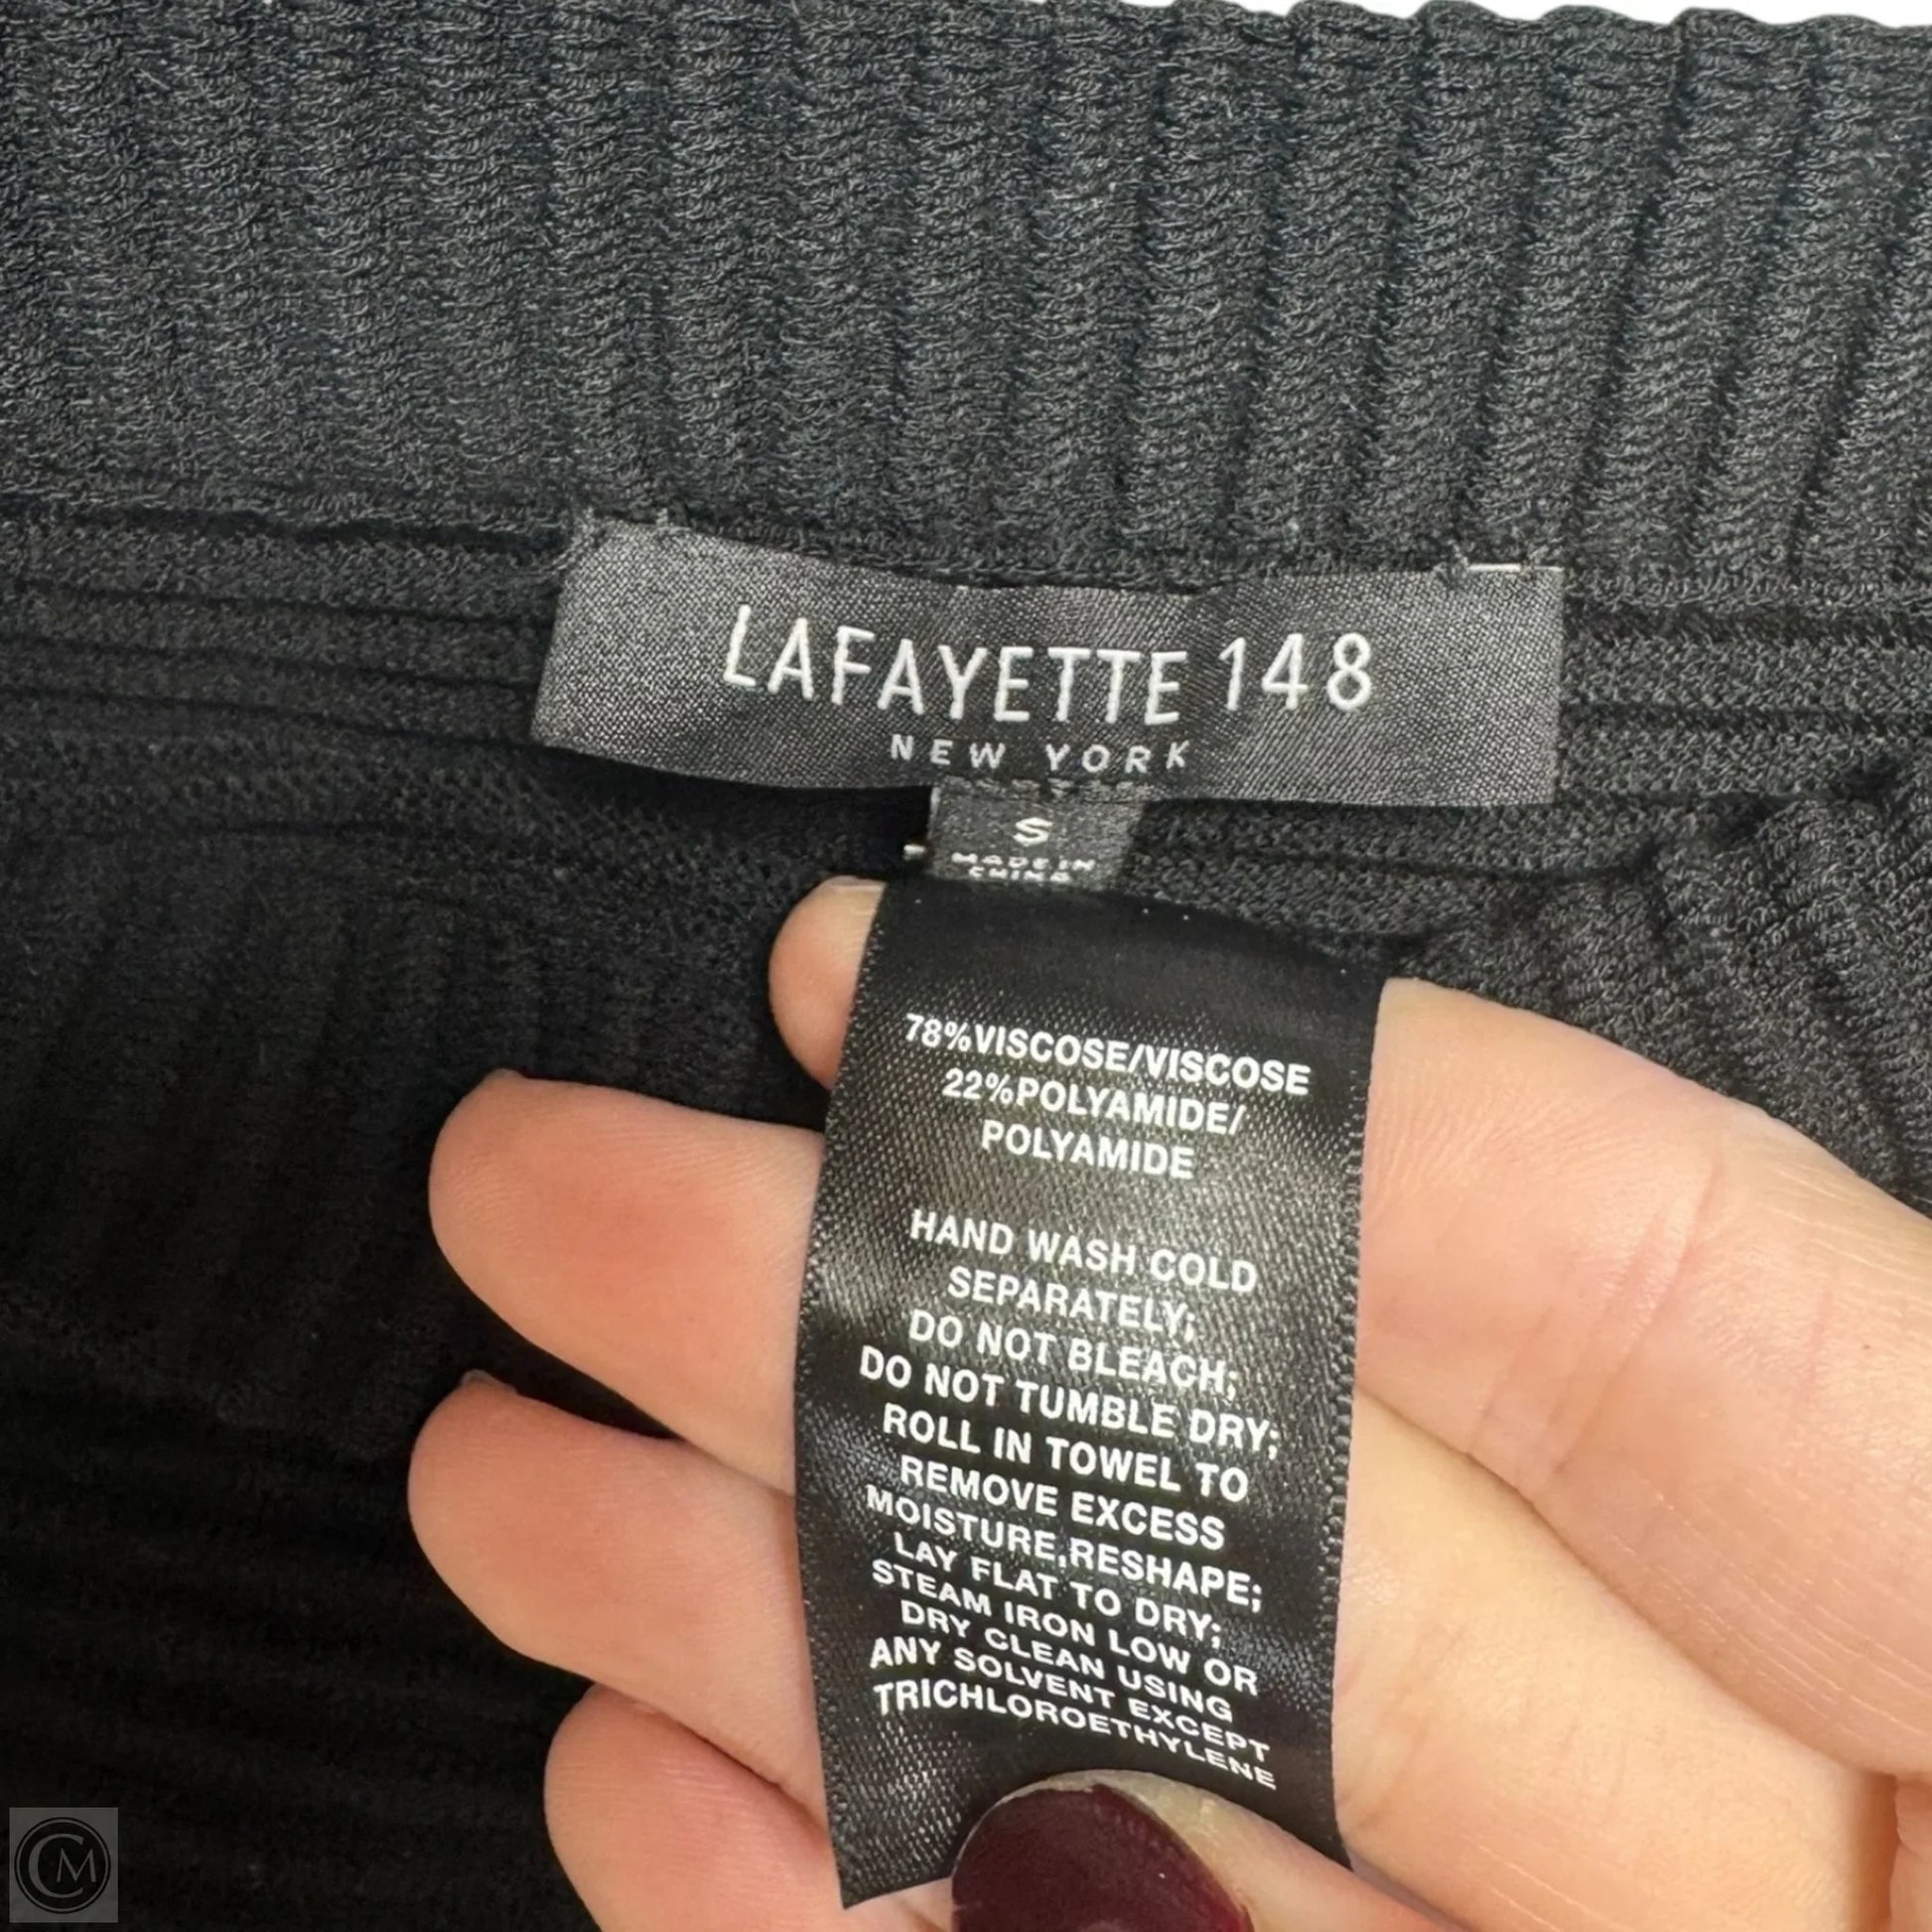 LAFAYETTE 148
NEW YORK
S
MADE IN
CHINA
78%VISCOSE/VISCOSE
22%POLYAMIDE/
POLYAMIDE
HAND WASH COLD
SEPARATELY;
DO NOT BLEACH;
DO NOT TUMBLE DRY;
ROLL IN TOWEL TO
REMOVE EXCESS
MOISTURE,RESHAPE;
LAY FLAT TO DRY;
STEAM IRON LOW OR
DRY CLEAN USING
ANY SOLVENT EXCEPT
TRICHLOROETHYLENE
CM